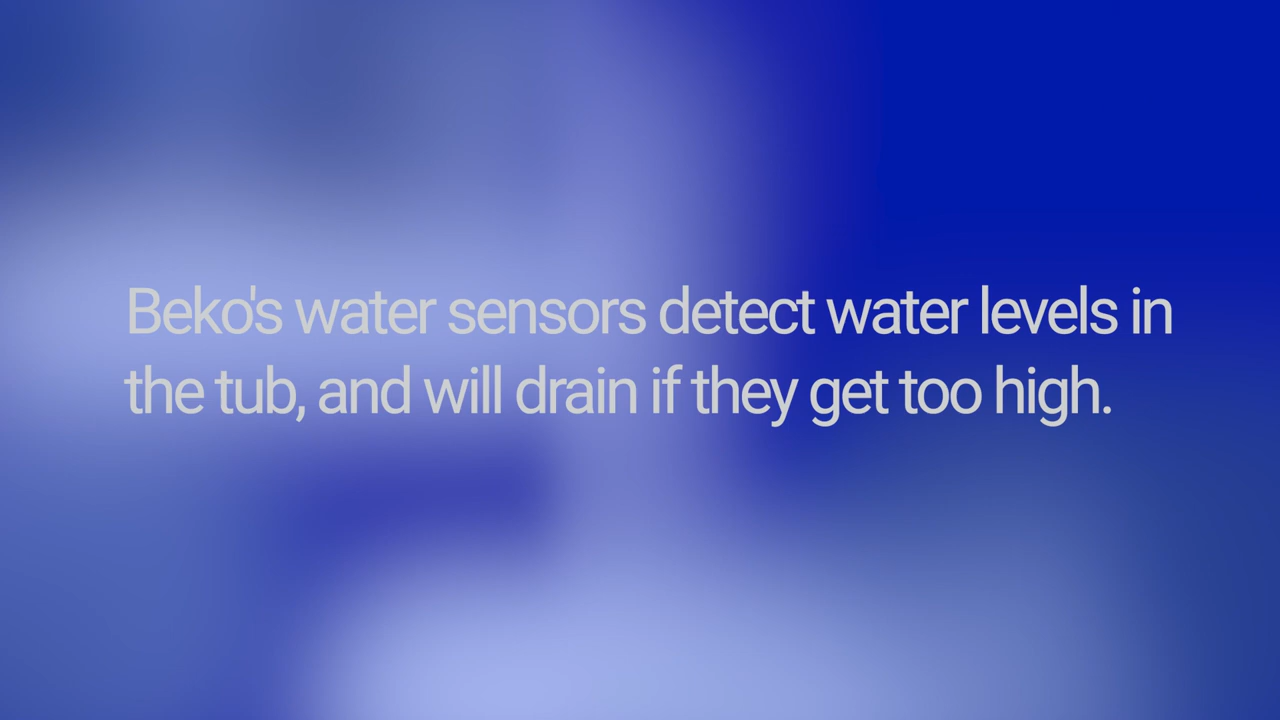 Beko's water sensors detect water levels in
the tub, and will drain if they get too high.